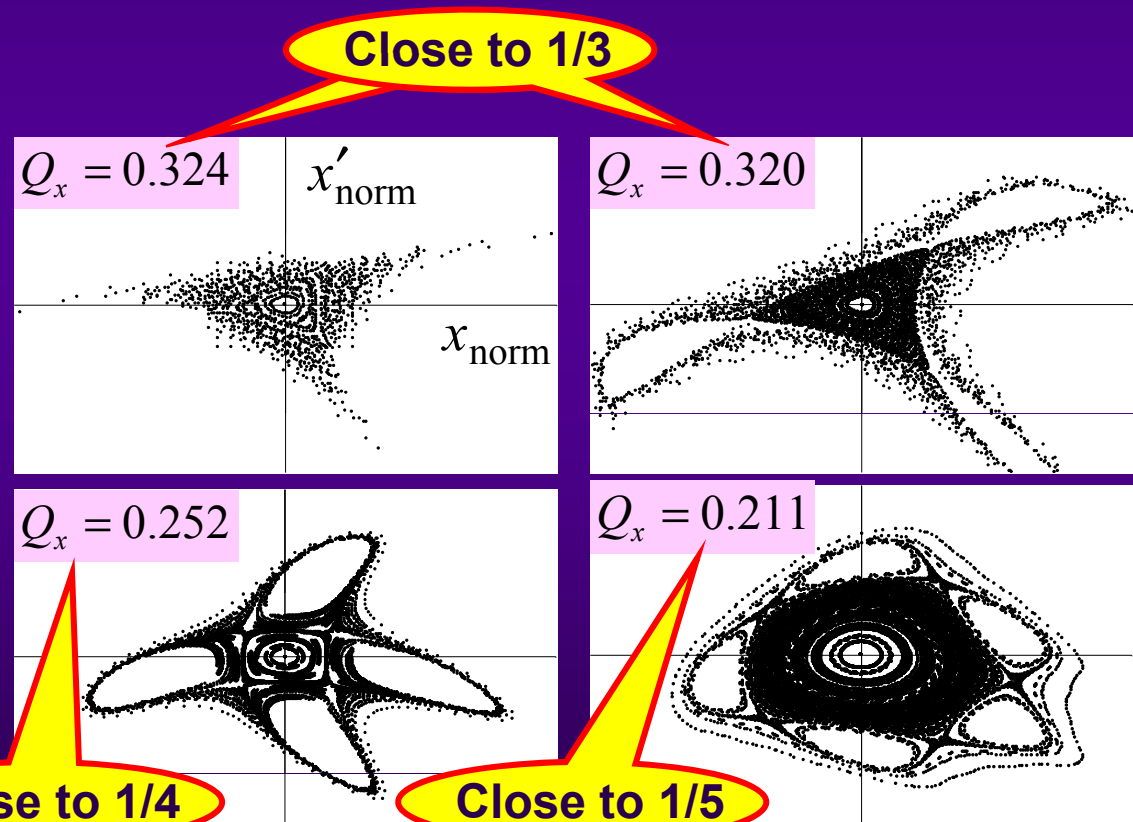 Close to 1/3
Qx = 0.324
x′norm
xnorm
Qx = 0.320
Qx = 0.252
Qx = 0.211
se to 1/4
Close to 1/5